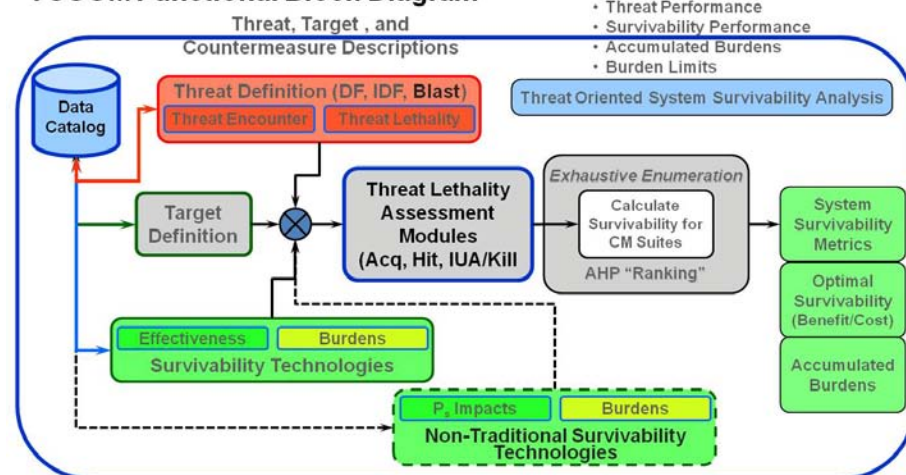 Functional Block Diagram
Threat, Target , and
Countermeasure Descriptions
• Threat Performance
• Survivability Performance
• Accumulated Burdens
• Burden Limits
Threat Oriented System Survivability Analysis
Data
Catalog
Threat Definition (DF, IDF, Blast)
Threat Encounter
Threat Lethality
Target
Definition
Threat Lethality
Assessment
Modules
(Acq, Hit, IUA/Kill
Exhaustive Enumeration
Calculate
Survivability for
CM Suites
AHP “Ranking”
System
Survivability
Metrics
Optimal
Survivability
(Benefit/Cost)
Accumulated
Burdens
Effectiveness
Burdens
Survivability Technologies
Ps Impacts
Burdens
Non-Traditional Survivability
Technologies